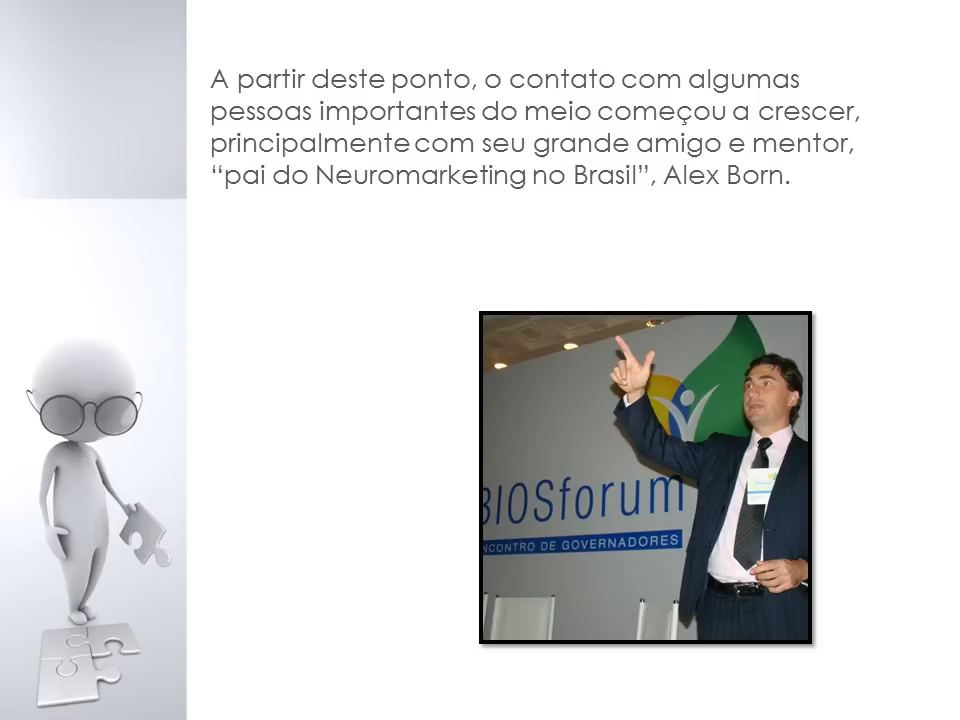 A partir deste ponto, o contato com algumas
pessoas importantes do meio começou a crescer,
principalmente com seu grande amigo e mentor,
“pai do Neuromarketing no Brasil”, Alex Born.
BIOSforum
NCONTRO DE GOVERNADORES